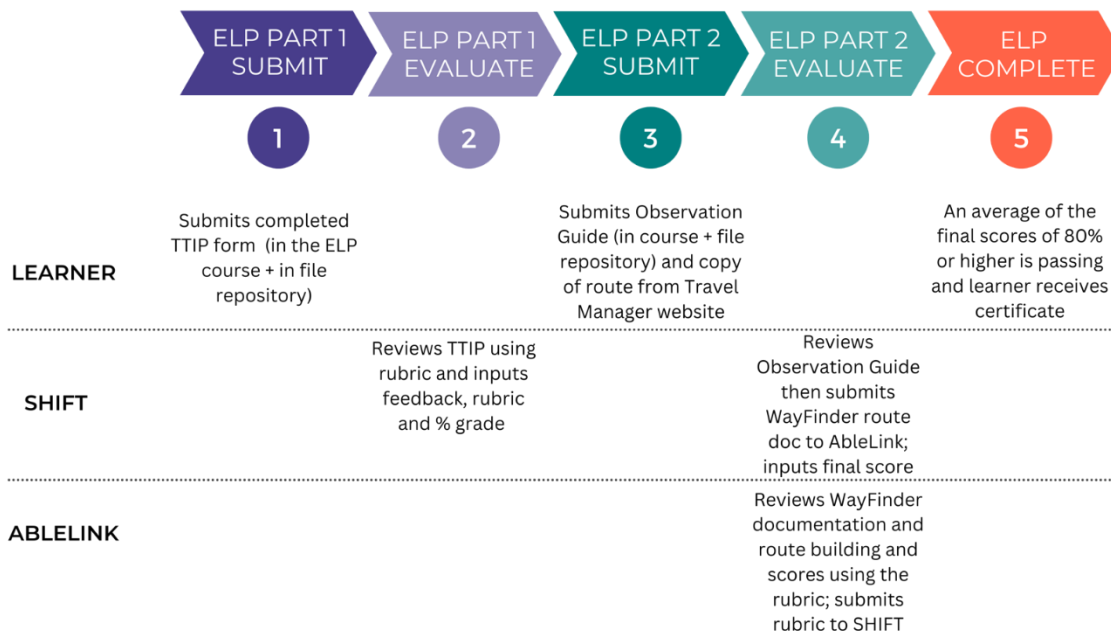 ELP PART 1
SUBMIT
ELP PART 1
EVALUATE
ELP PART 2
SUBMIT
ELP PART 2
EVALUATE
ELP
COMPLETE
1
2
3
4
5
LEARNER
Submits completed
TTIP form (in the ELP
course + in file
repository)
Submits Observation
Guide (in course + file
repository) and copy
of route from Travel
Manager website
An average of the
final scores of 80%
or higher is passing
and learner receives
certificate
SHIFT
Reviews TTIP using
rubric and inputs
feedback, rubric
and % grade
Reviews
Observation Guide
then submits
WayFinder route
doc to AbleLink;
inputs final score
ABLELINK
Reviews WayFinder
documentation and
route building and
scores using the
rubric; submits
rubric to SHIFT